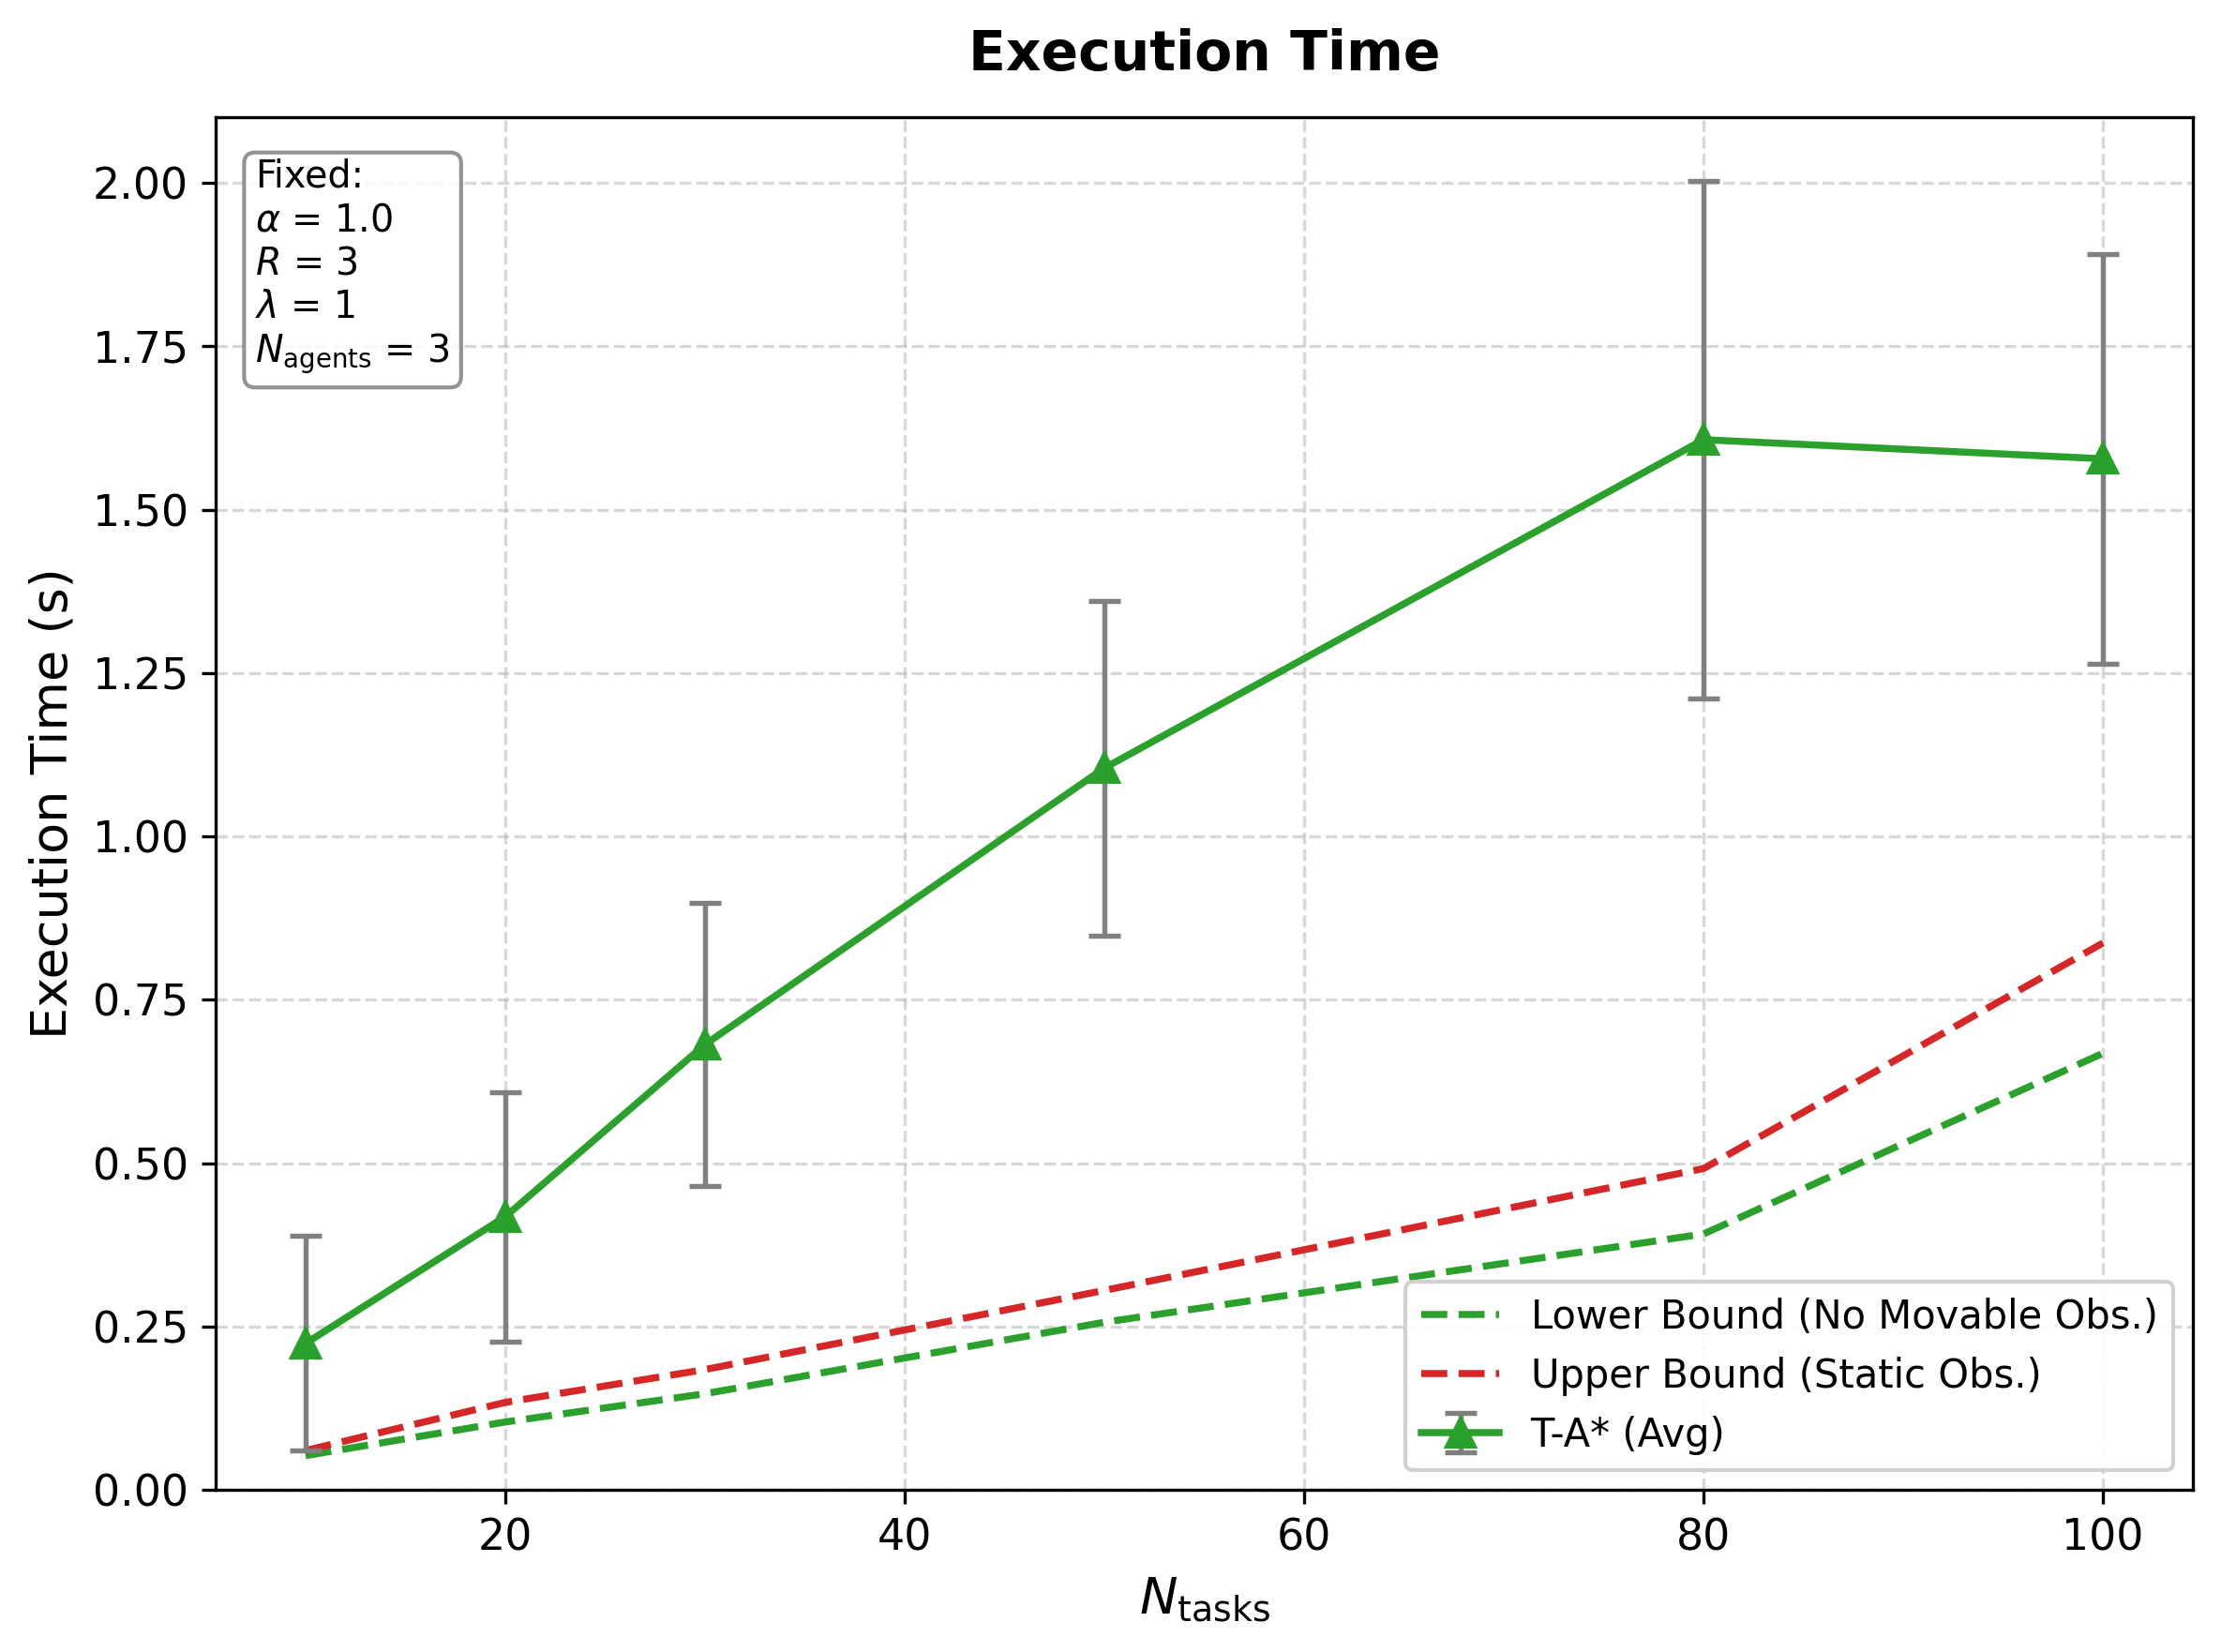 Execution Time
Fixed:
α = 1.0
R = 3
λ = 1
N_agents = 3
Execution Time (s)
2.00
1.75
1.50
1.25
1.00
0.75
0.50
0.25
0.00
Lower Bound (No Movable Obs.)
Upper Bound (Static Obs.)
T-A* (Avg)
20 40 60 80 100
N_tasks